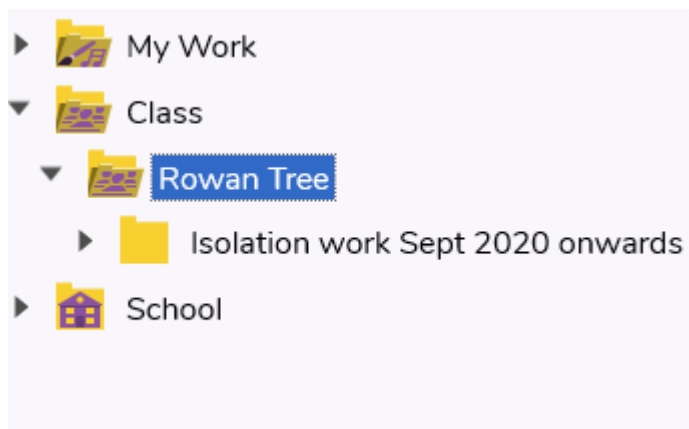 My Work
Class
Rowan Tree
Isolation work Sept 2020 onwards
School